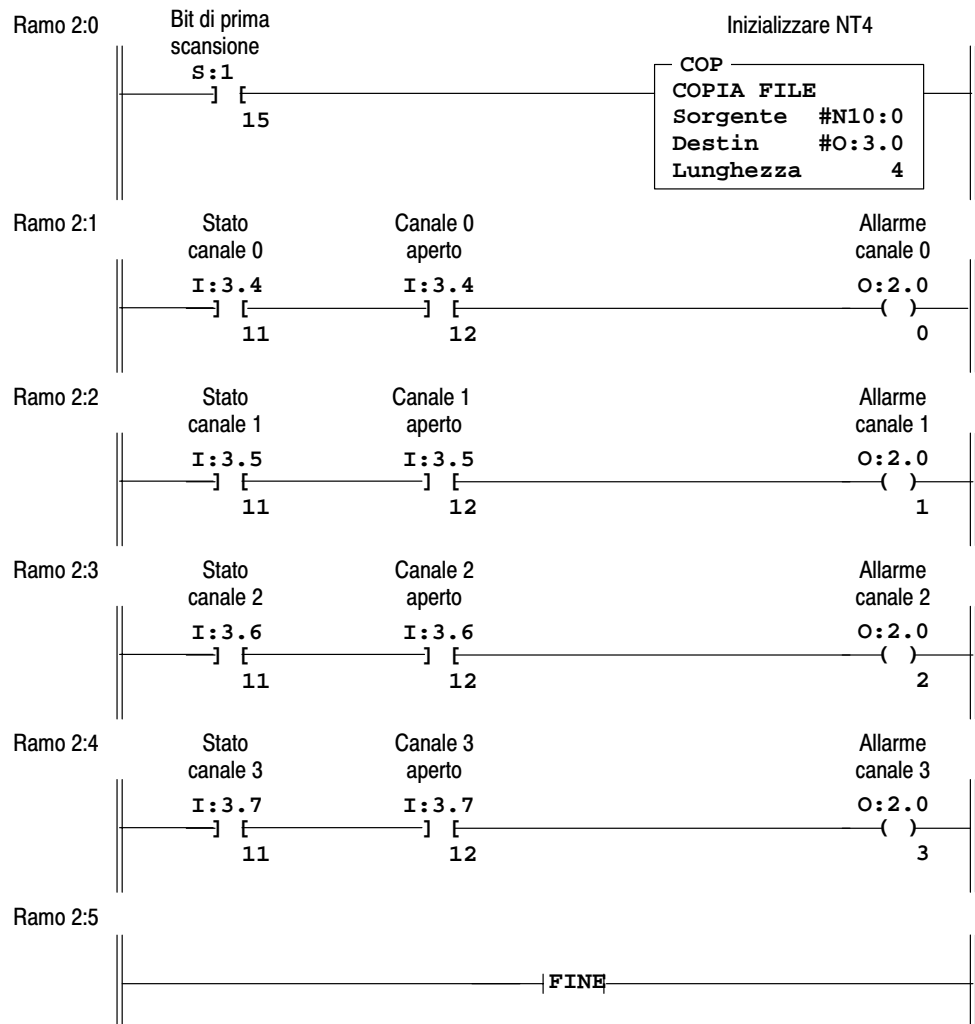 Ramo 2:0
Bit di prima
scansione
S:1
] [
15
Inizializzare NT4
COP
COPIA FILE
Sorgente #N10:0
Destin #O:3.0
Lunghezza 4
Ramo 2:1
Stato
canale 0
I:3.4
] [
11
Canale 0
aperto
I:3.4
] [
12
Allarme
canale 0
O:2.0
( )
0
Ramo 2:2
Stato
canale 1
I:3.5
] [
11
Canale 1
aperto
I:3.5
] [
12
Allarme
canale 1
O:2.0
( )
1
Ramo 2:3
Stato
canale 2
I:3.6
] [
11
Canale 2
aperto
I:3.6
] [
12
Allarme
canale 2
O:2.0
( )
2
Ramo 2:4
Stato
canale 3
I:3.7
] [
11
Canale 3
aperto
I:3.7
] [
12
Allarme
canale 3
O:2.0
( )
3
Ramo 2:5
FINE